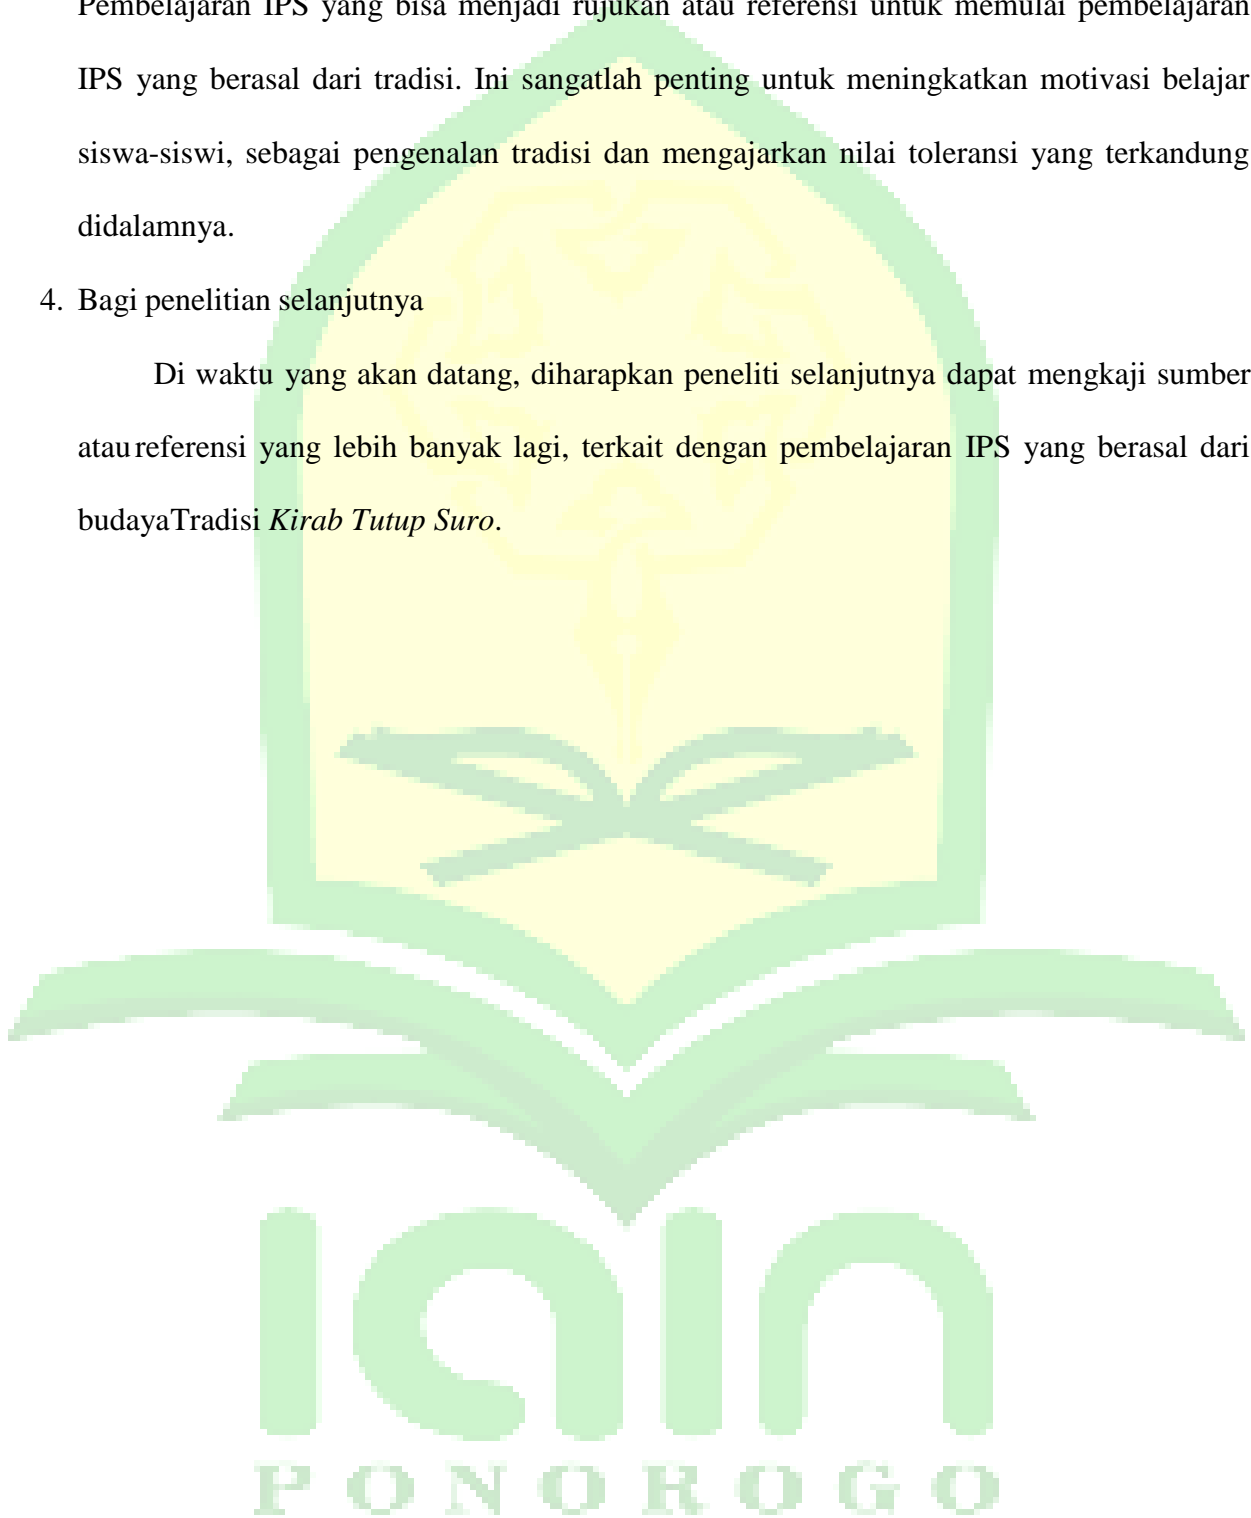 Pembelajaran IPS yang bisa menjadi rujukan atau referensi untuk memulai pembelajaran
IPS yang berasal dari tradisi. Ini sangatlah penting untuk meningkatkan motivasi belajar
siswa-siswi, sebagai pengenalan tradisi dan mengajarkan nilai toleransi yang terkandung
didalamnya.
4. Bagi penelitian selanjutnya
Di waktu yang akan datang, diharapkan peneliti selanjutnya dapat mengkaji sumber
atau referensi yang lebih banyak lagi, terkait dengan pembelajaran IPS yang berasal dari
budayaTradisi Kirab Tutup Suro.
iain
PONOROGO